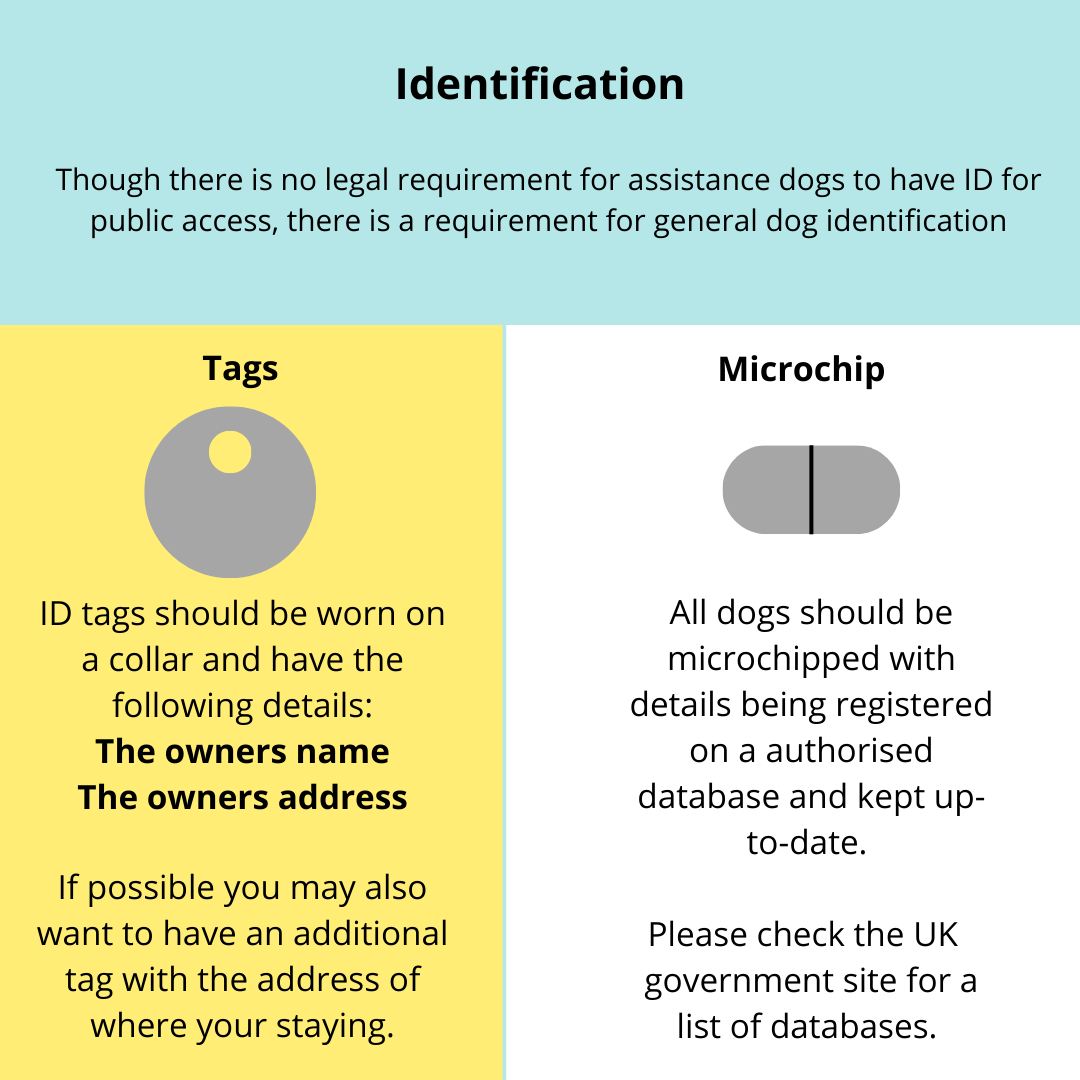 Identification
Though there is no legal requirement for assistance dogs to have ID for
public access, there is a requirement for general dog identification
Tags
ID tags should be worn on
a collar and have the
following details:
The owners name
The owners address
If possible you may also
want to have an additional
tag with the address of
where your staying.
Microchip
All dogs should be
microchipped with
details being registered
on a authorised
database and kept up-
to-date.
Please check the UK
government site for a
list of databases.